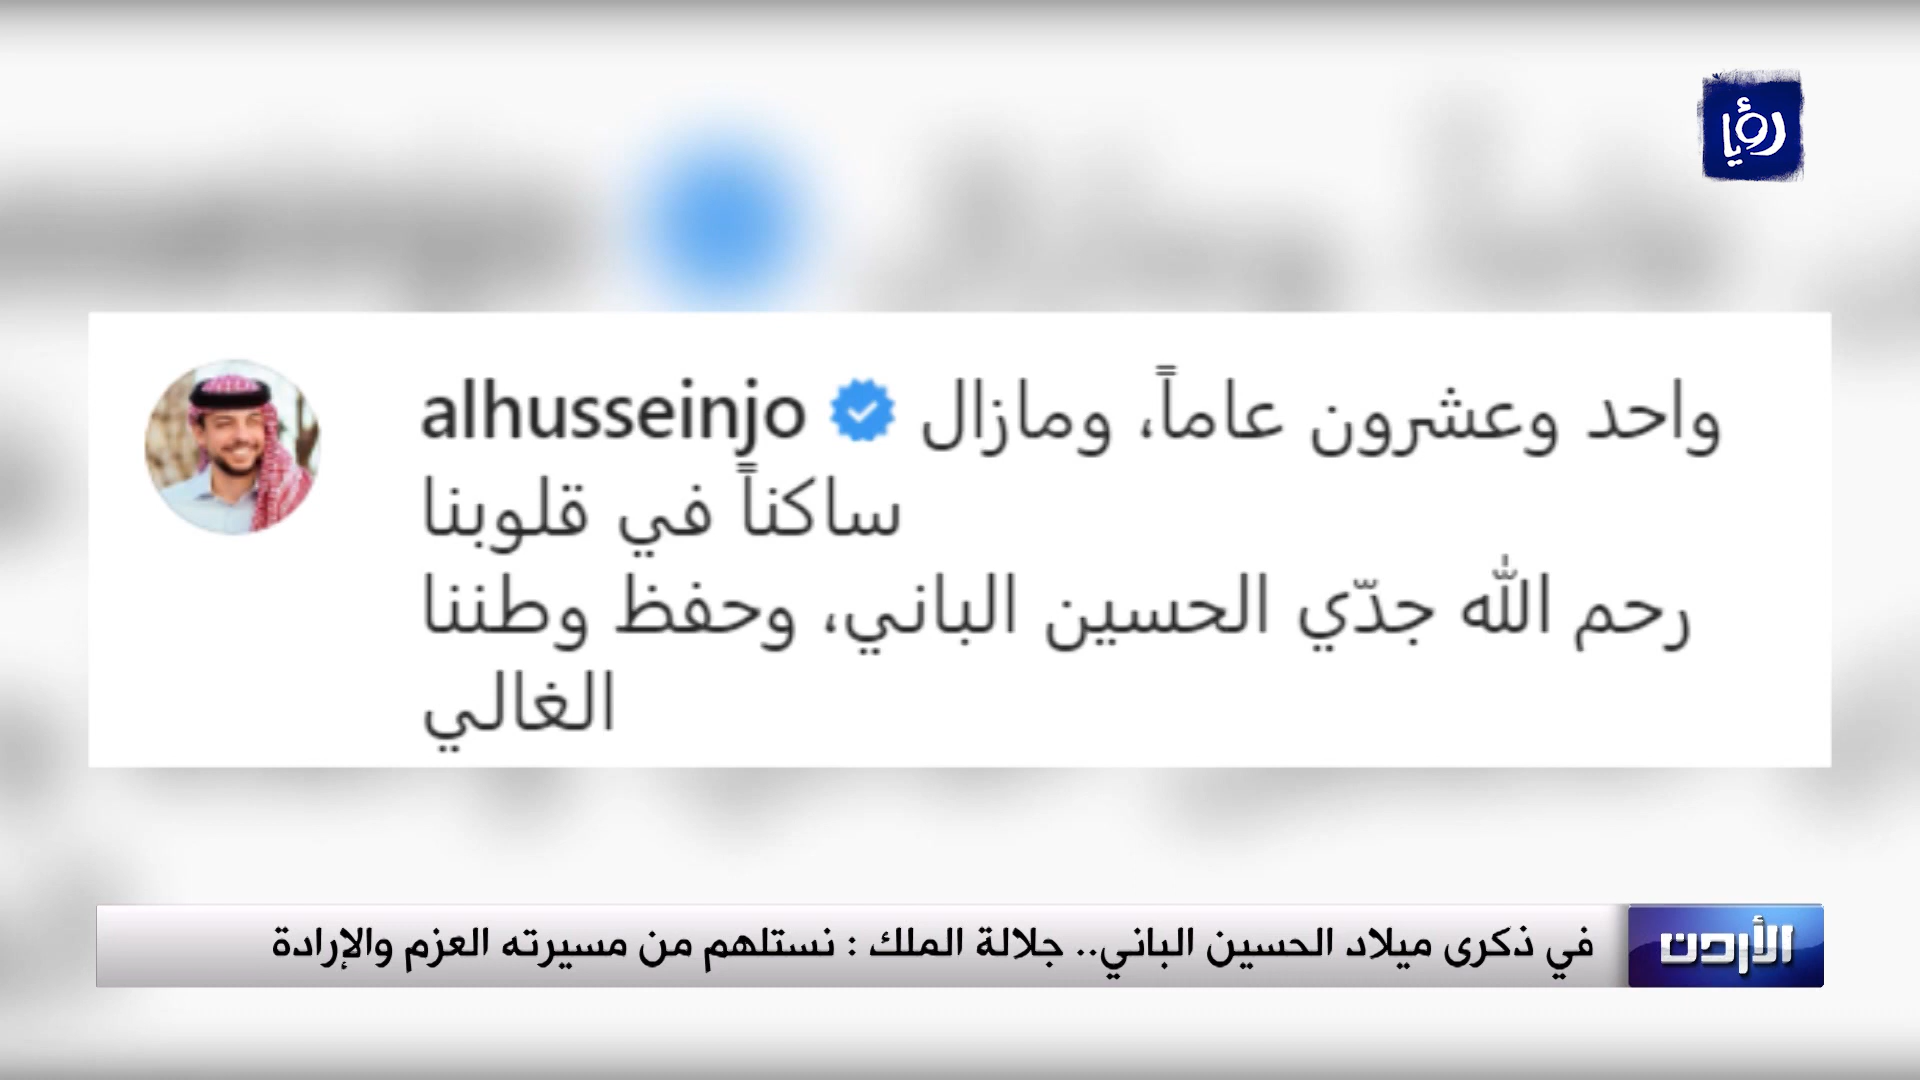 رؤيا
alhusseinjo واحد وعشرون عاماً، ومازال
ساكناً في قلوبنا
رحم الله جدّي الحسين الباني، وحفظ وطننا
الغالي
الأردن
في ذكرى ميلاد الحسين الباني.. جلالة الملك : نستلهم من مسيرته العزم والإرادة